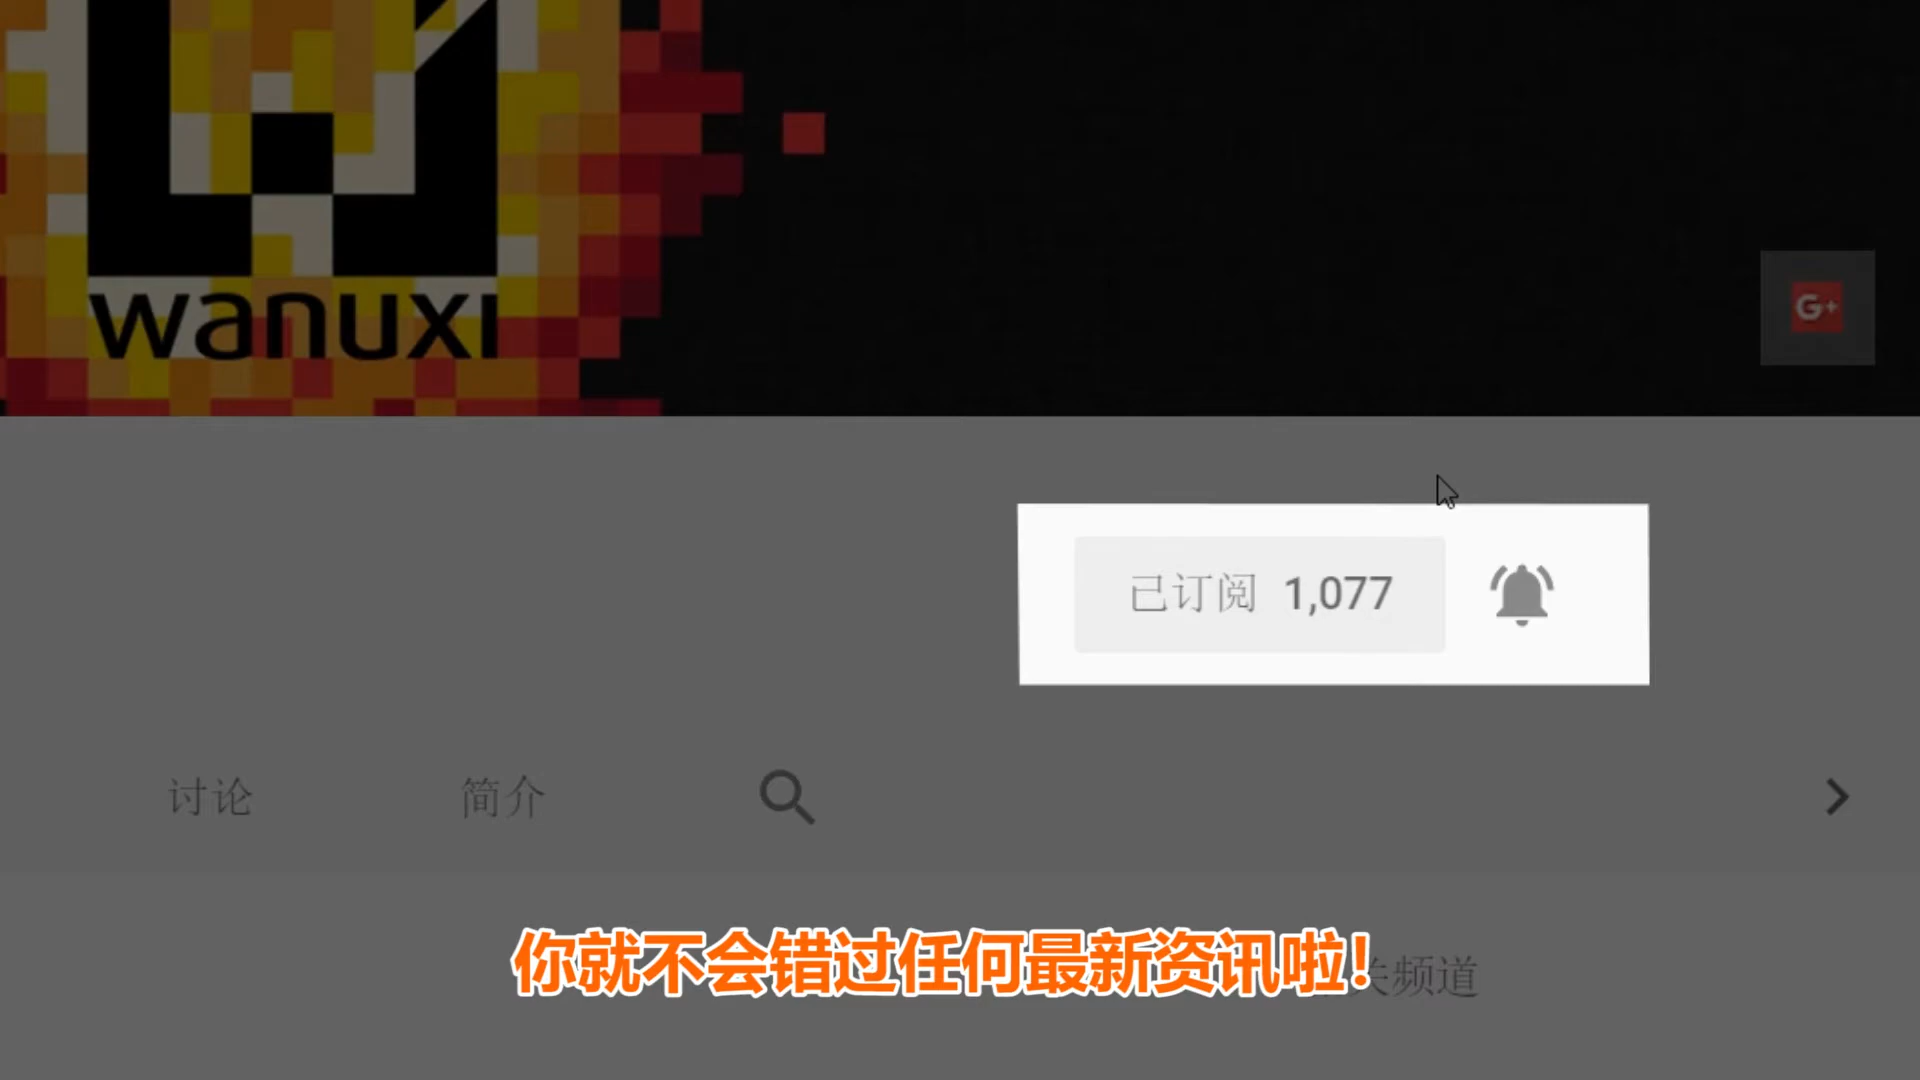 wanuxi
G+
已订阅 1,077
讨论 简介
你就不会错过任何最新资讯啦！
关频道